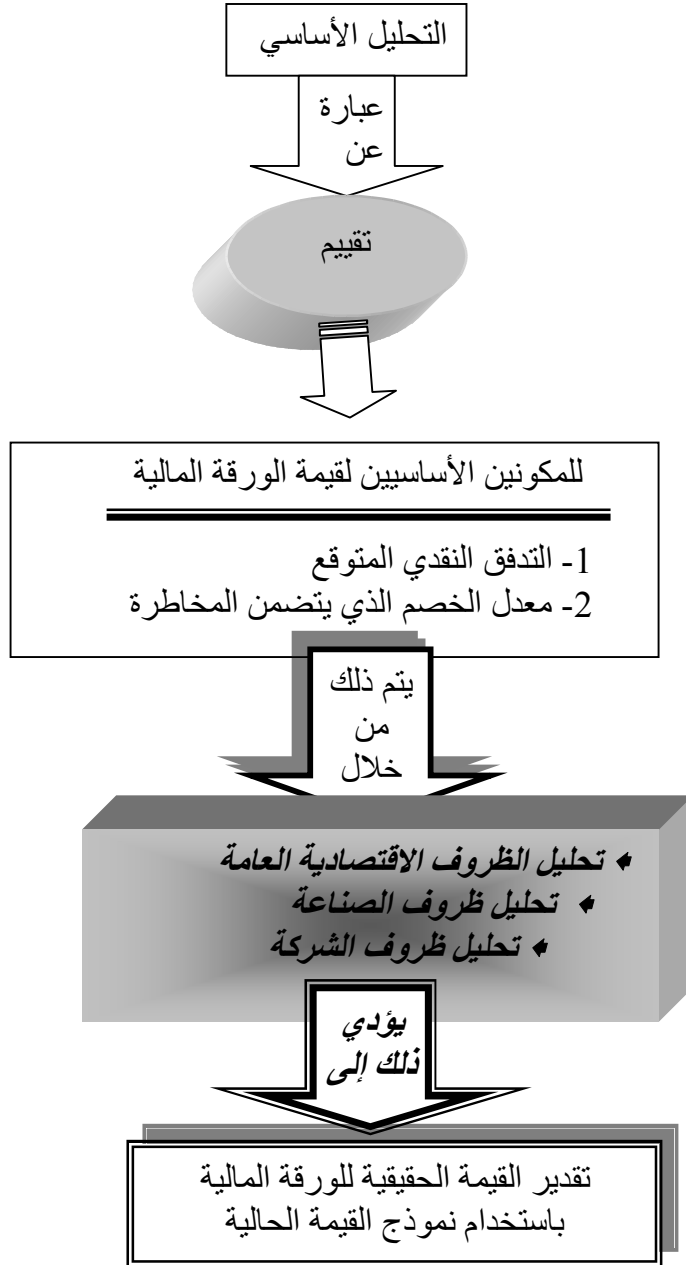 التحليل الأساسي
عبارة
عن
تقييم
للمكونين الأساسيين لقيمة الورقة المالية
1- التدفق النقدي المتوقع
2- معدل الخصم الذي يتضمن المخاطرة
يتم ذلك
من
خلال
تحليل الظروف الاقتصادية العامة
تحليل ظروف الصناعة
تحليل ظروف الشركة
يؤدي
ذلك إلى
تقدير القيمة الحقيقية للورقة المالية
باستخدام نموذج القيمة الحالية